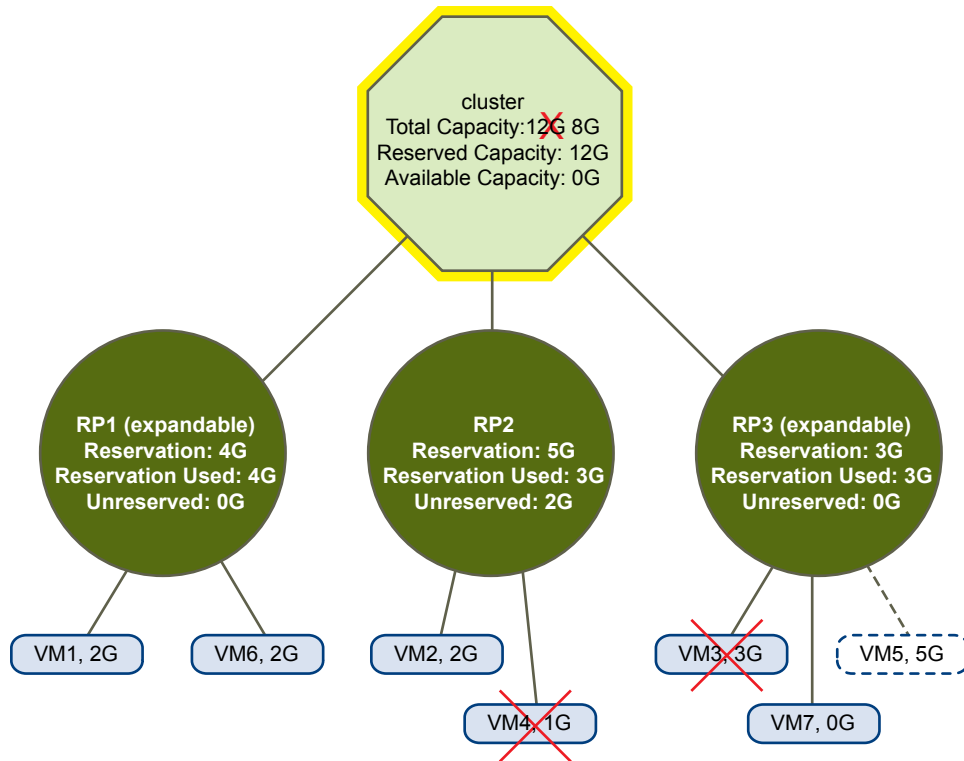 cluster
Total Capacity:12G 8G
Reserved Capacity: 12G
Available Capacity: 0G
RP1 (expandable)
Reservation: 4G
Reservation Used: 4G
Unreserved: 0G
RP2
Reservation: 5G
Reservation Used: 3G
Unreserved: 2G
RP3 (expandable)
Reservation: 3G
Reservation Used: 3G
Unreserved: 0G
VM1, 2G
VM6, 2G
VM2, 2G
VM3, 3G
VM5, 5G
VM4, 1G
VM7, 0G